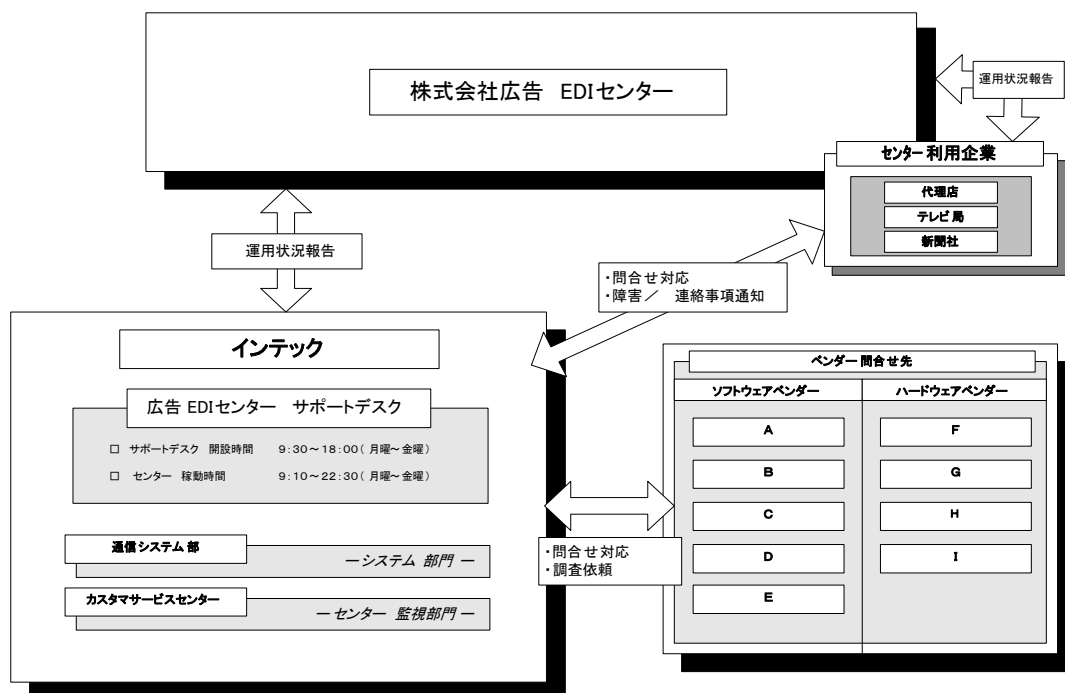 株式会社広告 EDIセンター
運用状況報告
センター 利用企業
代理店
テレビ 局
新聞社
運用状況報告
・問合せ対応
・障害／ 連絡事項通知
インテック
広告 EDIセンター サポートデスク
□ サポートデスク 開設時間 9:30～18:00( 月曜～金曜)
□ センター 稼動時間 9:10～22:30( 月曜～金曜)
通信システム 部
―システム 部門 ―
カスタマサービスセンター
― センター 監視部門 ―
・問合せ対応
・調査依頼
ベンダー 問合せ 先
ソフトウェアベンダー ハードウェアベンダー
A F
B G
C H
D I
E